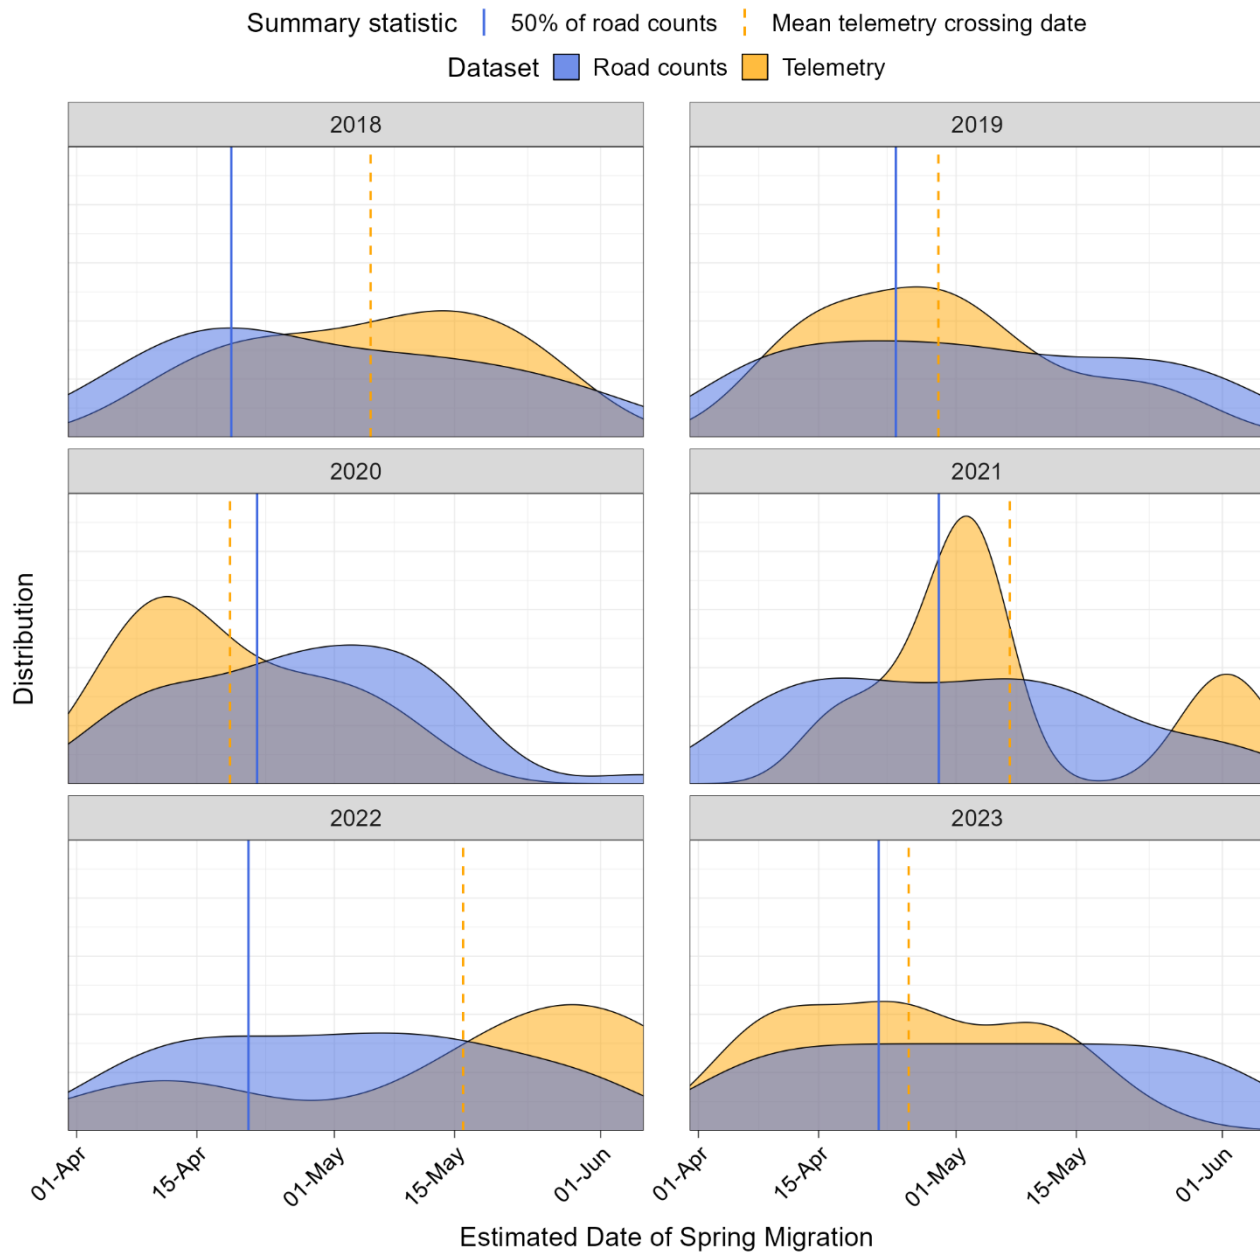 Summary statistic 50% of road counts Mean telemetry crossing date
Dataset Road counts Telemetry
2018 2019
2020 2021
Distribution
2022 2023
01-Apr 15-Apr 01-May 15-May 01-Jun 01-Apr 15-Apr 01-May 15-May 01-Jun
Estimated Date of Spring Migration